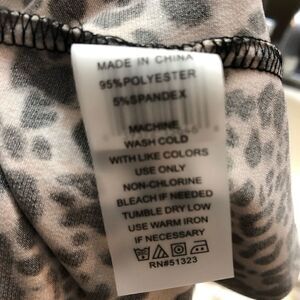 MADE IN CHINA
95%POLYESTER
5%SPANDEX
MACHINE
WASH COLD
WITH LIKE COLORS
USE ONLY
NON-CHLORINE
BLEACH IF NEEDED
TUMBLE DRY LOW
USE WARM IRON
IF NECESSARY
RN#51323